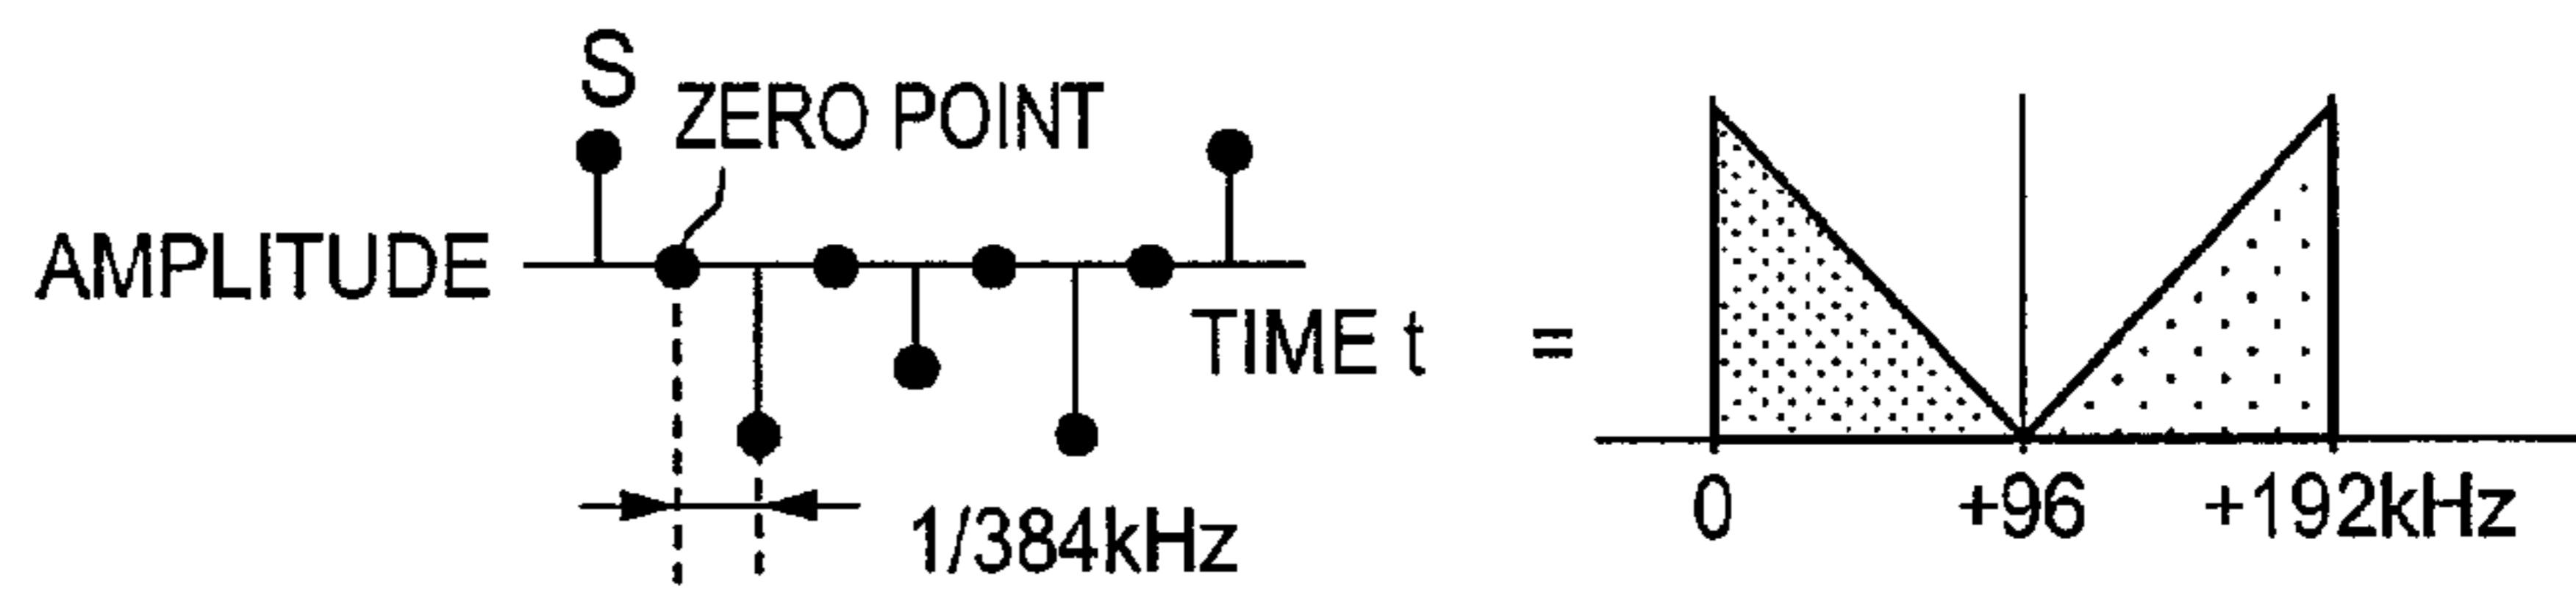 S
ZERO POINT
AMPLITUDE
TIME t
=
1/384kHz
0
+96
+192kHz